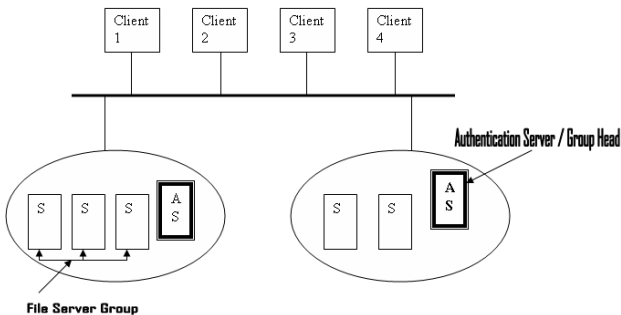 Client
1
Client
2
Client
3
Client
4
Authentication Server / Group Head
S
S
S
A
S
S
S
A
S
File Server Group